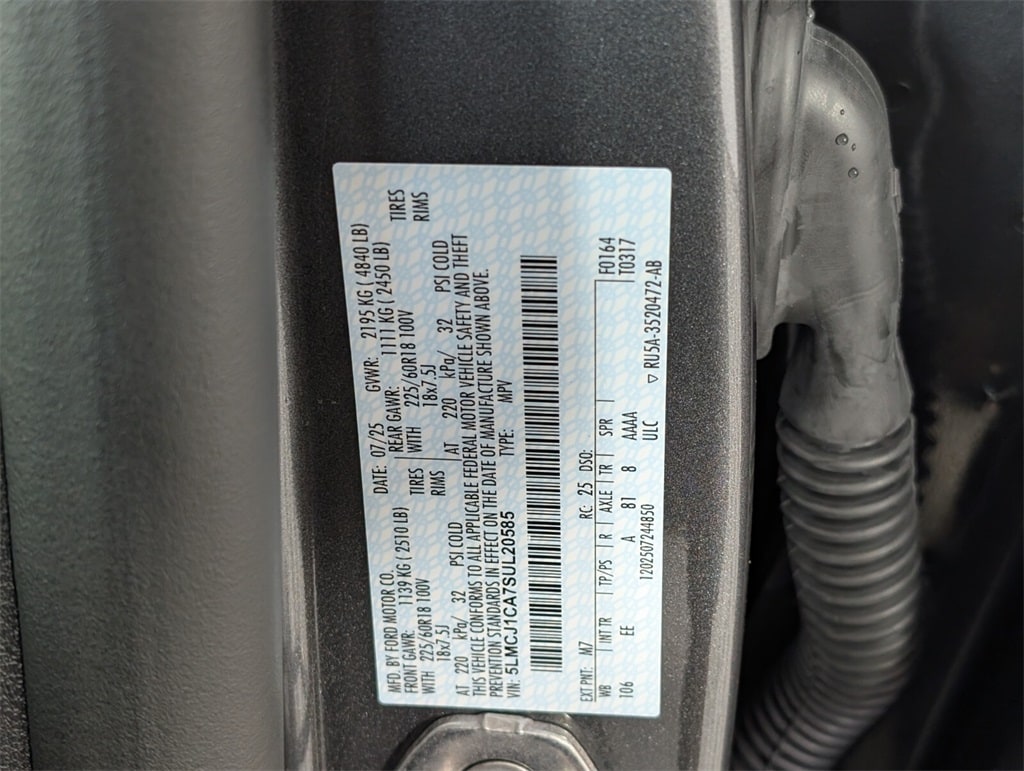 MFD. BY FORD MOTOR CO. DATE: 07/25 GVWR: 2195 KG ( 4840 LB)
FRONT GAWR: 1139 KG ( 2510 LB) REAR GAWR: 1111 KG ( 2450 LB)
WITH 225/60R18 100V TIRES WITH 225/60R18 100V TIRES
18x7.5J RIMS 18x7.5J RIMS
AT 220 kPa/ 32 PSI COLD AT 220 kPa/ 32 PSI COLD
THIS VEHICLE CONFORMS TO ALL APPLICABLE FEDERAL MOTOR VEHICLE SAFETY AND THEFT
PREVENTION STANDARDS IN EFFECT ON THE DATE OF MANUFACTURE SHOWN ABOVE.
VIN: 5LMCJ1CA7SUL20585 TYPE: MPV
EXT PNT: M7 RC: 25 DSO: F0164
WB INT TR TP/PS R AXLE TR SPR T0317
106 EE A 81 8 AAAA
ULC ▽ RU5A-3520472-AB
1202507244850